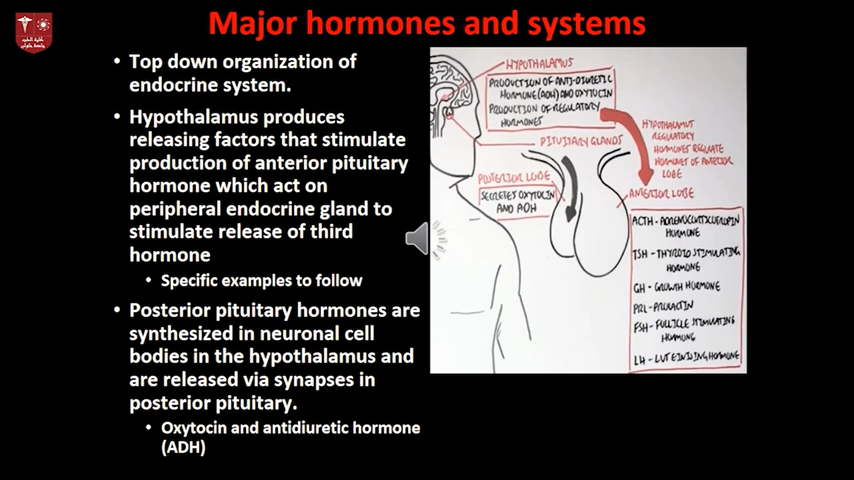 Major hormones and systems
• Top down organization of
endocrine system.
• Hypothalamus produces
releasing factors that stimulate
production of anterior pituitary
hormone which act on
peripheral endocrine gland to
stimulate release of third
hormone
• Specific examples to follow
• Posterior pituitary hormones are
synthesized in neuronal cell
bodies in the hypothalamus and
are released via synapses in
posterior pituitary.
• Oxytocin and antidiuretic hormone
(ADH)
HYPOTHALAMUS
PRODUCTION OF ANTI-DIURETIC
HORMONE (ADH) AND OXYTOCIN
PRODUCTION OF REGULATORY
HORMONES
HYPOTHALAMUS
REGULATORY
HORMONES REGULATE
HORMONES OF ANTERIOR
LOBE
PITUITARY GLANDS
POSTERIOR LOBE
SECRETES OXYTOCIN
AND ADH
ANTERIOR LOBE
ACTH - ADRENOCORTICOTROPIN
HORMONE
TSH - THYROID STIMULATING
HORMONE
GH - GROWTH HORMONE
PRL - PROLACTIN
FSH - FOLLICLE STIMULATING
HORMONE
LH - LUTEINIZING HORMONE